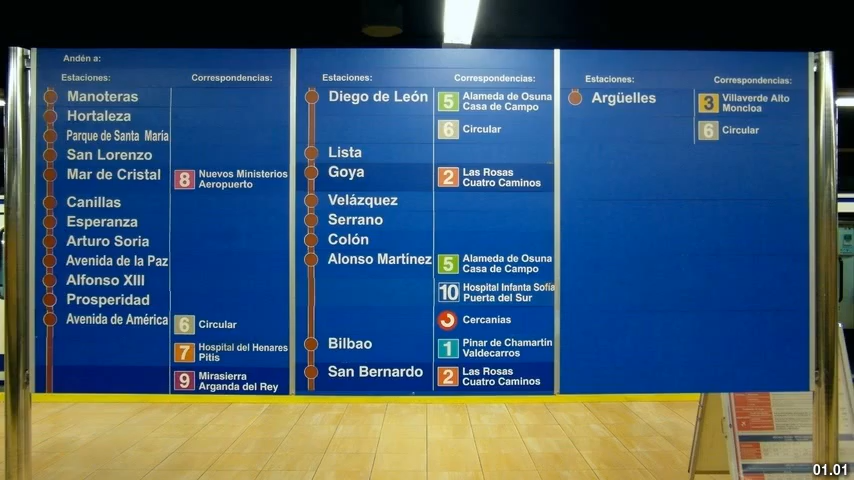 Andén a:
Estaciones: Correspondencias:
Manoteras
Hortaleza
Parque de Santa María
San Lorenzo
Mar de Cristal
8 Nuevos Ministerios
Aeropuerto
Canillas
Esperanza
Arturo Soria
Avenida de la Paz
Alfonso XIII
Prosperidad
Avenida de América
6 Circular
7 Hospital del Henares
Pitis
9 Mirasierra
Arganda del Rey
Estaciones: Correspondencias:
Diego de León
5 Alameda de Osuna
Casa de Campo
6 Circular
Lista
Goya
2 Las Rosas
Cuatro Caminos
Velázquez
Serrano
Colón
Alonso Martínez
5 Alameda de Osuna
Casa de Campo
10 Hospital Infanta Sofía
Puerta del Sur
Cercanías
Bilbao
1 Pinar de Chamartín
Valdecarros
San Bernardo
2 Las Rosas
Cuatro Caminos
Estaciones: Correspondencias:
Argüelles
3 Villaverde Alto
Moncloa
6 Circular
01.01